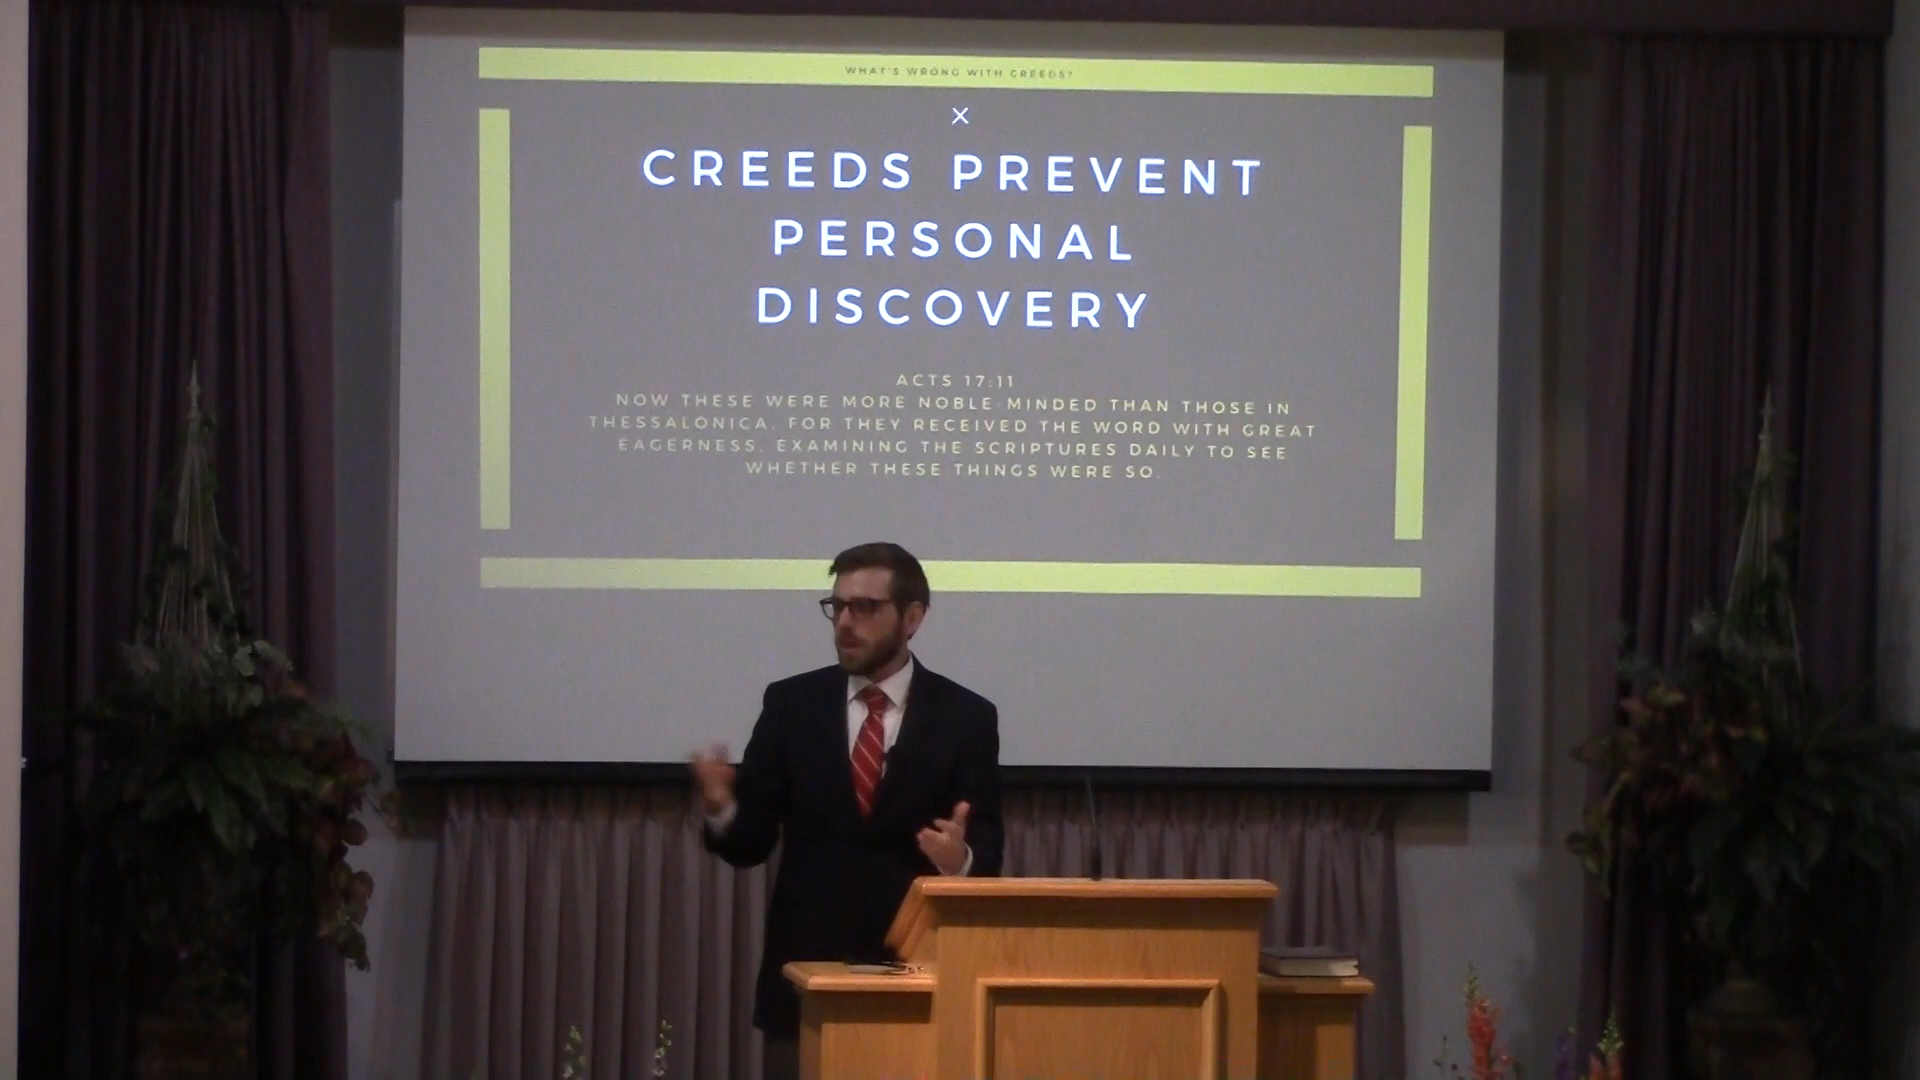 WHAT'S WRONG WITH CREEDS?
X
CREEDS PREVENT
PERSONAL
DISCOVERY
ACTS 17:11
NOW THESE WERE MORE NOBLE-MINDED THAN THOSE IN
THESSALONICA, FOR THEY RECEIVED THE WORD WITH GREAT
EAGERNESS, EXAMINING THE SCRIPTURES DAILY TO SEE
WHETHER THESE THINGS WERE SO.